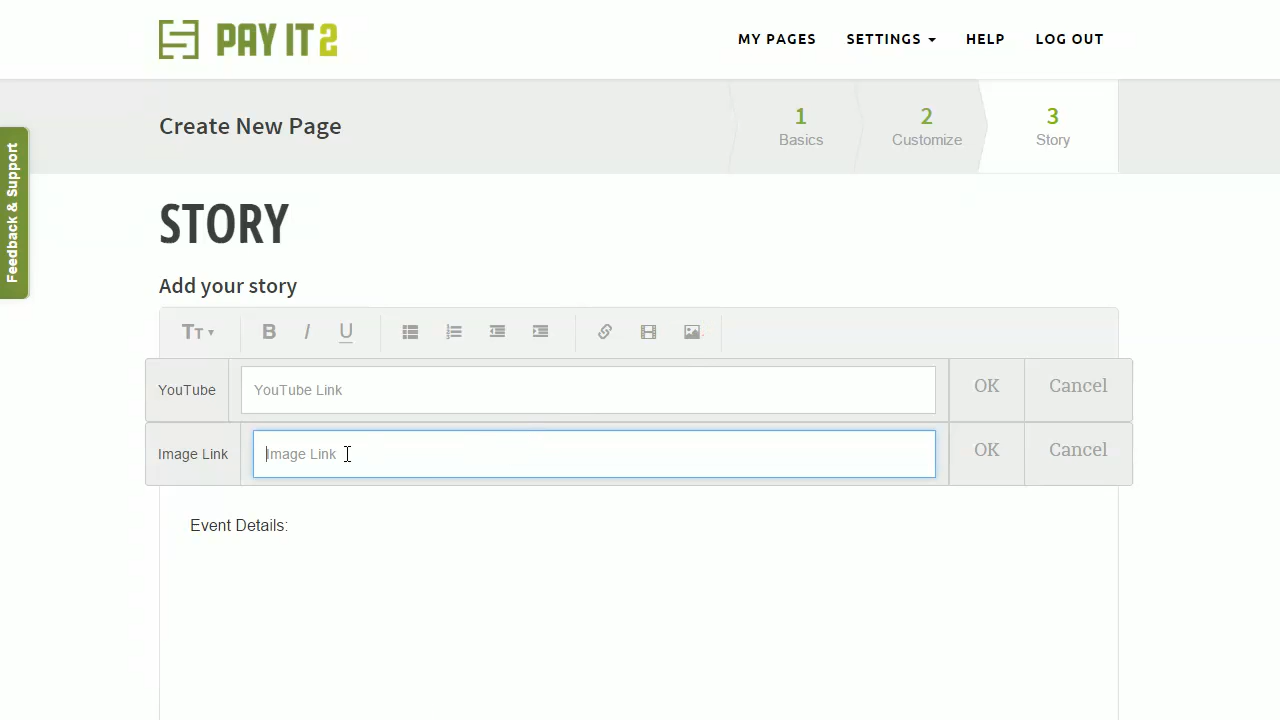 PAY IT 2
MY PAGES SETTINGS HELP LOG OUT
Create New Page
1 2 3
Basics Customize Story
Feedback & Support
STORY
Add your story
TT B I U
YouTube YouTube Link OK Cancel
Image Link Image Link OK Cancel
Event Details: